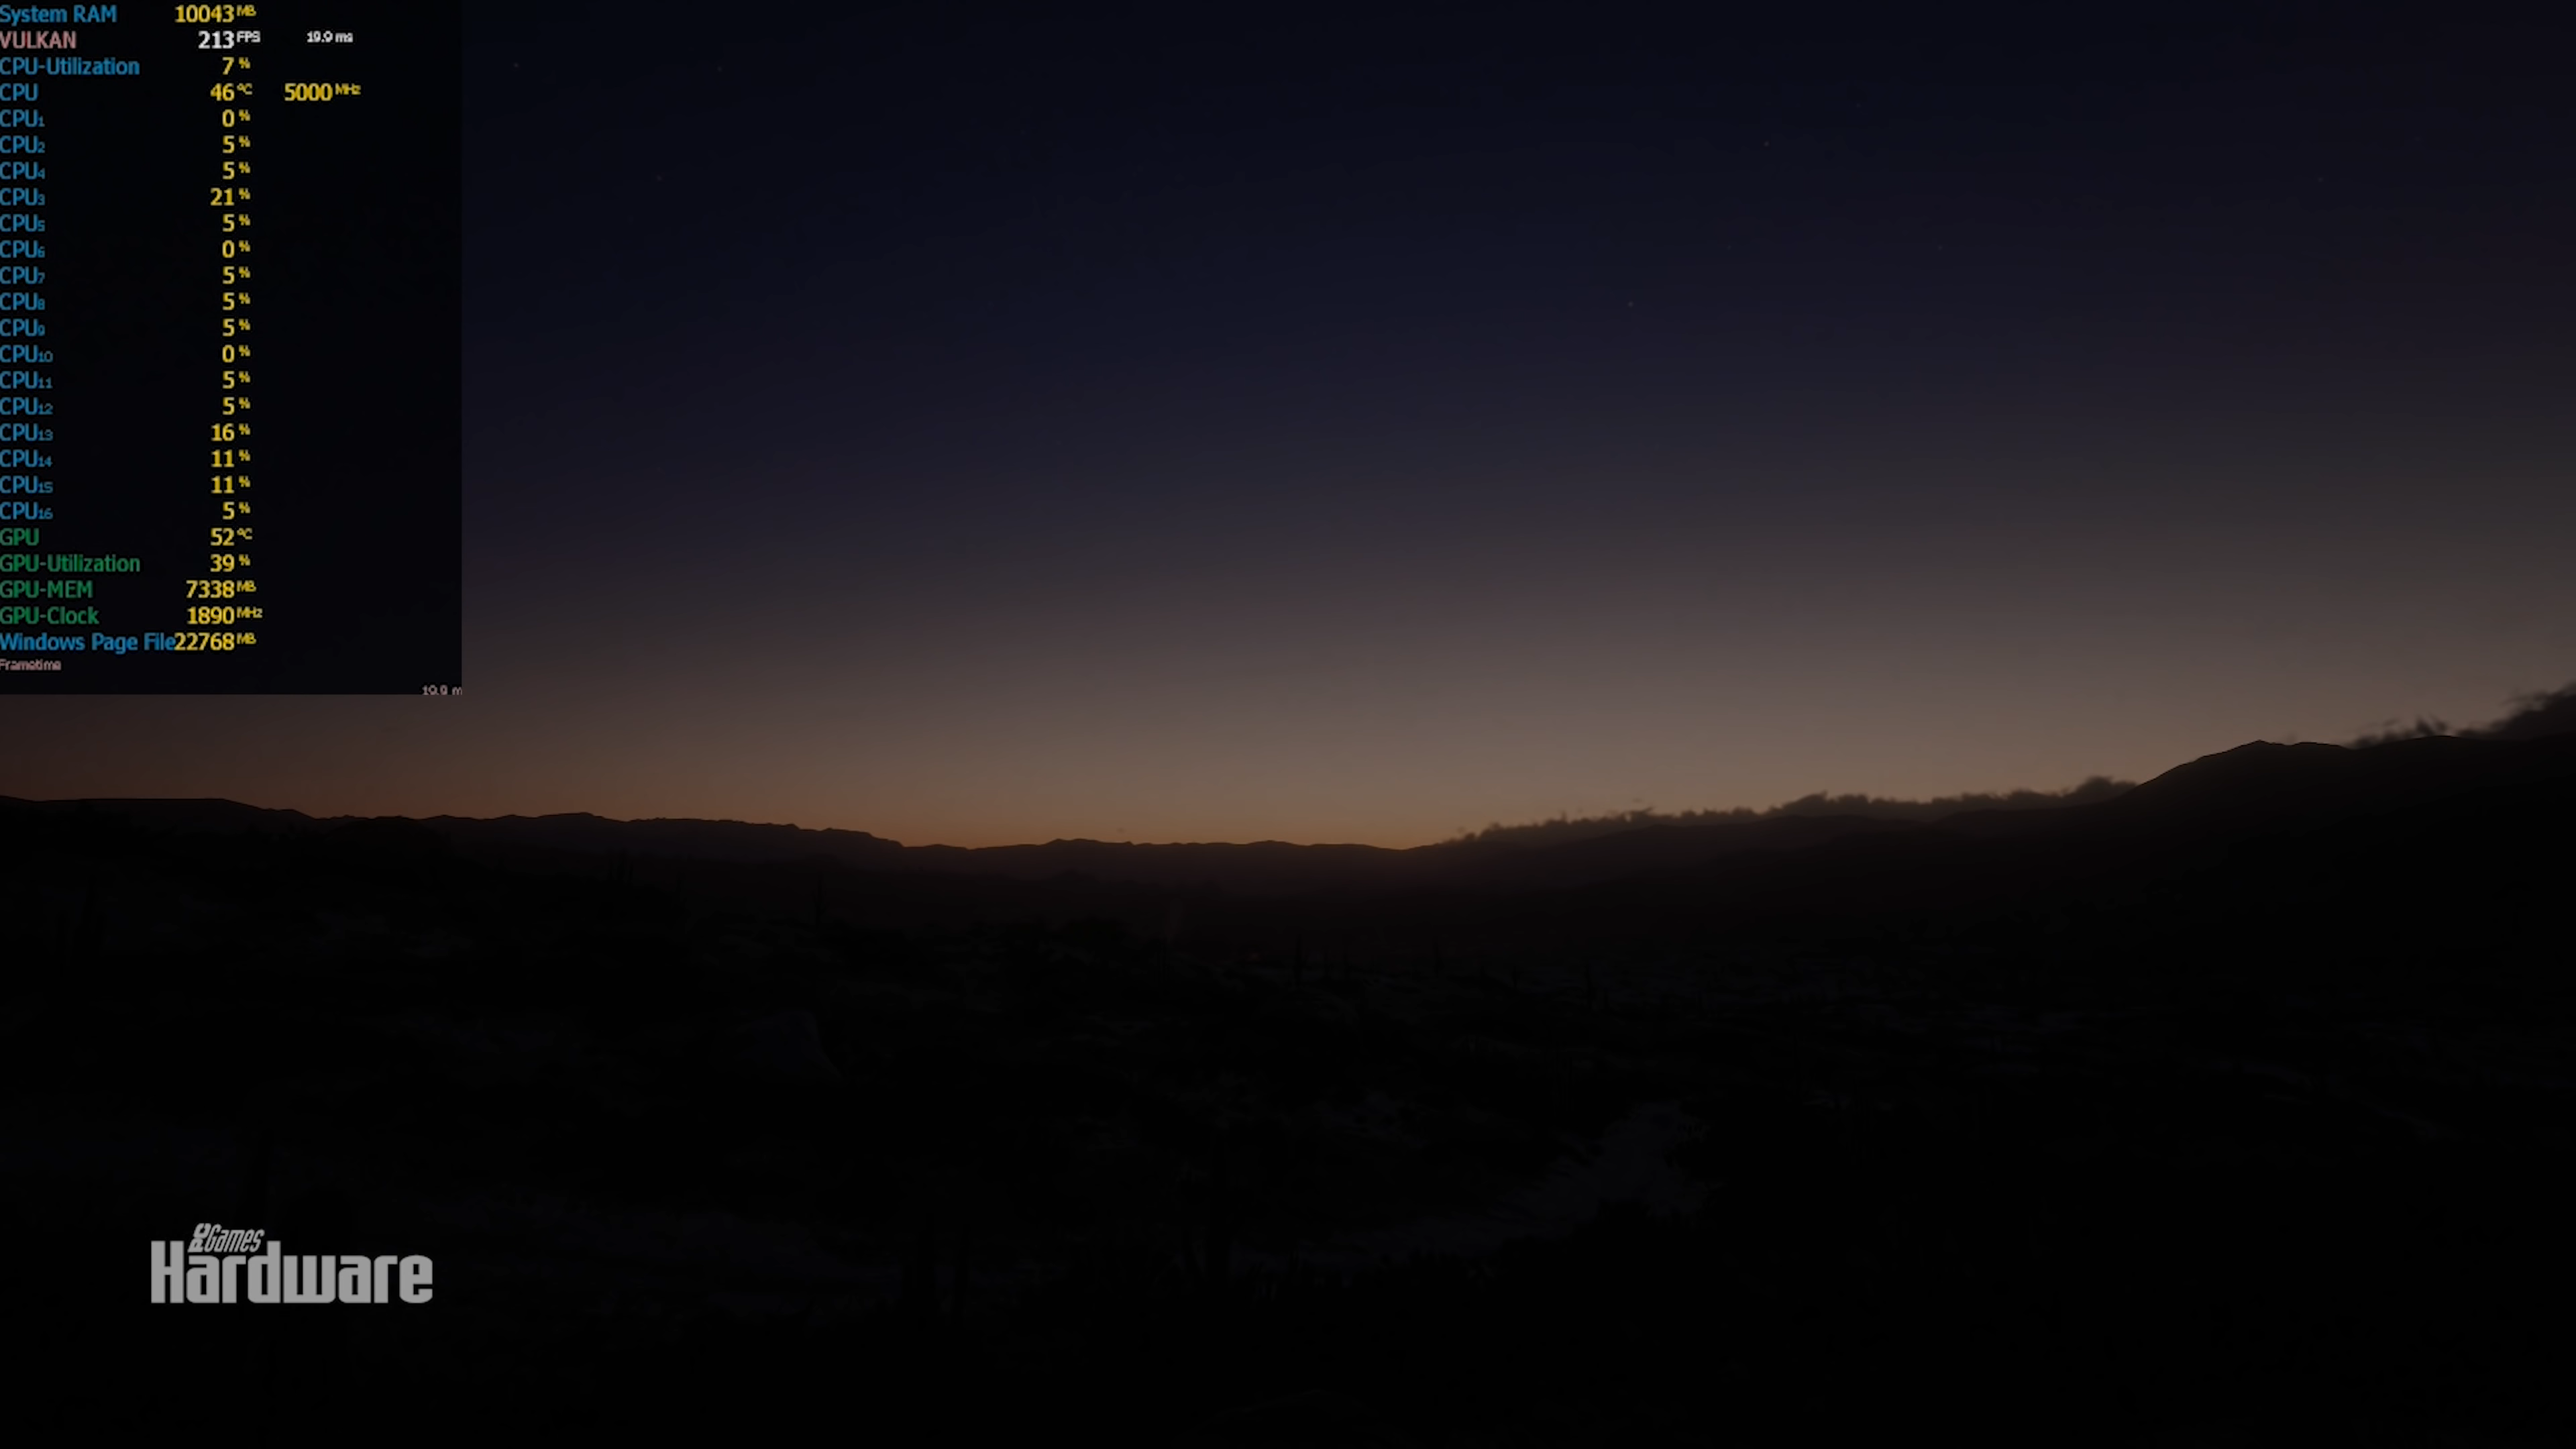 System RAM 10043 MB
VULKAN 213 FPS 19.9 ms
CPU-Utilization 7 %
CPU 46 °C 5000 MHz
CPU1 0 %
CPU2 5 %
CPU4 5 %
CPU3 21 %
CPU5 5 %
CPU6 0 %
CPU7 5 %
CPU8 5 %
CPU9 5 %
CPU10 0 %
CPU11 5 %
CPU12 5 %
CPU13 16 %
CPU14 11 %
CPU15 11 %
CPU16 5 %
GPU 52 °C
GPU-Utilization 39 %
GPU-MEM 7338 MB
GPU-Clock 1890 MHz
Windows Page File 22768 MB
Frametime
19.9 m
PC Games
Hardware